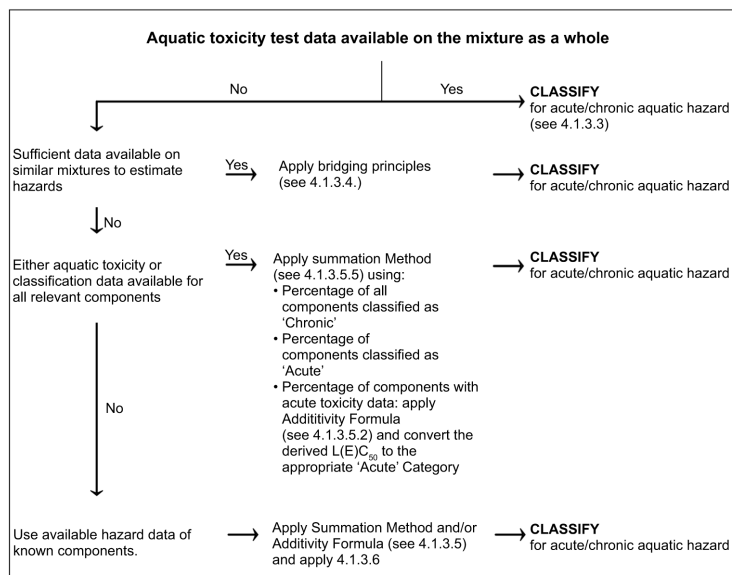 Aquatic toxicity test data available on the mixture as a whole
No
Yes
CLASSIFY
for acute/chronic aquatic hazard
(see 4.1.3.3)
Sufficient data available on
similar mixtures to estimate
hazards
Yes
Apply bridging principles
(see 4.1.3.4.)
CLASSIFY
for acute/chronic aquatic hazard
No
Either aquatic toxicity or
classification data available for
all relevant components
Yes
Apply summation Method
(see 4.1.3.5.5) using:
• Percentage of all
components classified as
‘Chronic’
• Percentage of
components classified as
‘Acute’
• Percentage of components with
acute toxicity data: apply
Addititivity Formula
(see 4.1.3.5.2) and convert the
derived L(E)C₅₀ to the
appropriate ‘Acute’ Category
CLASSIFY
for acute/chronic aquatic hazard
No
Use available hazard data of
known components.
Apply Summation Method and/or
Additivity Formula (see 4.1.3.5)
and apply 4.1.3.6
CLASSIFY
for acute/chronic aquatic hazard